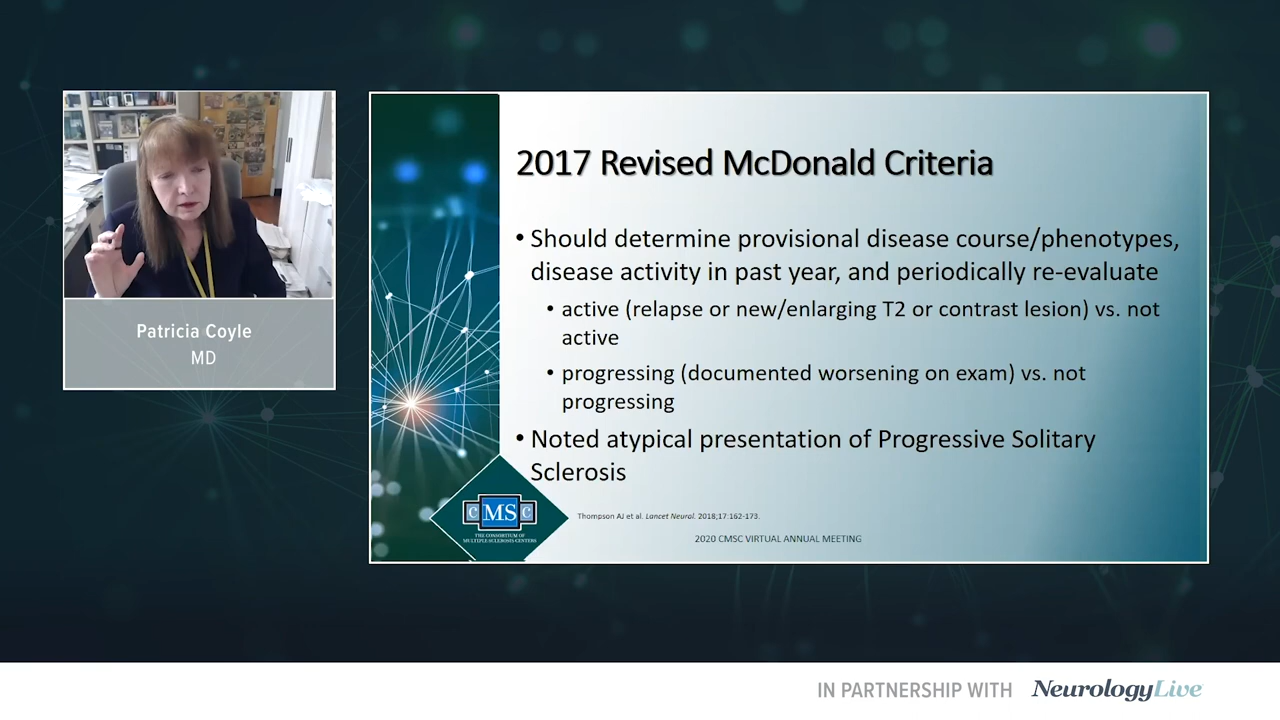 Patricia Coyle
MD
2017 Revised McDonald Criteria
• Should determine provisional disease course/phenotypes,
disease activity in past year, and periodically re-evaluate
• active (relapse or new/enlarging T2 or contrast lesion) vs. not
active
• progressing (documented worsening on exam) vs. not
progressing
• Noted atypical presentation of Progressive Solitary
Sclerosis
C MS C
THE CONSORTIUM OF
MULTIPLE SCLEROSIS CENTERS
Thompson AJ et al. Lancet Neurol. 2018;17:162-173.
2020 CMSC VIRTUAL ANNUAL MEETING
IN PARTNERSHIP WITH NeurologyLive